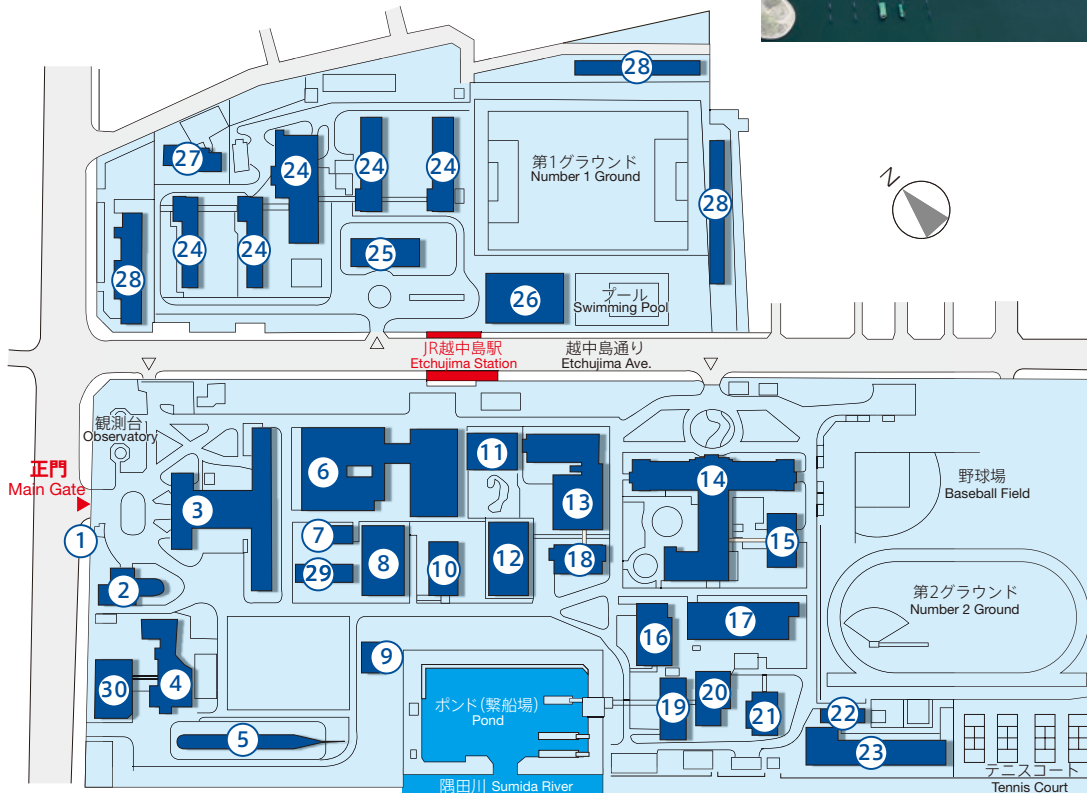 28
27
24
24
24
第1グラウンド
Number 1 Ground
N
28
24
24
25
28
26
プール
Swimming Pool
JR越中島駅
Etchujima Station
越中島通り
Etchujima Ave.
観測台
Observatory
正門
Main Gate
1
2
3
6
11
13
14
野球場
Baseball Field
7
8
10
12
18
15
29
第2グラウンド
Number 2 Ground
16
17
9
30
4
ポンド(繋船場)
Pond
19
20
21
22
5
23
隅田川 Sumida River
テニスコート
Tennis Court